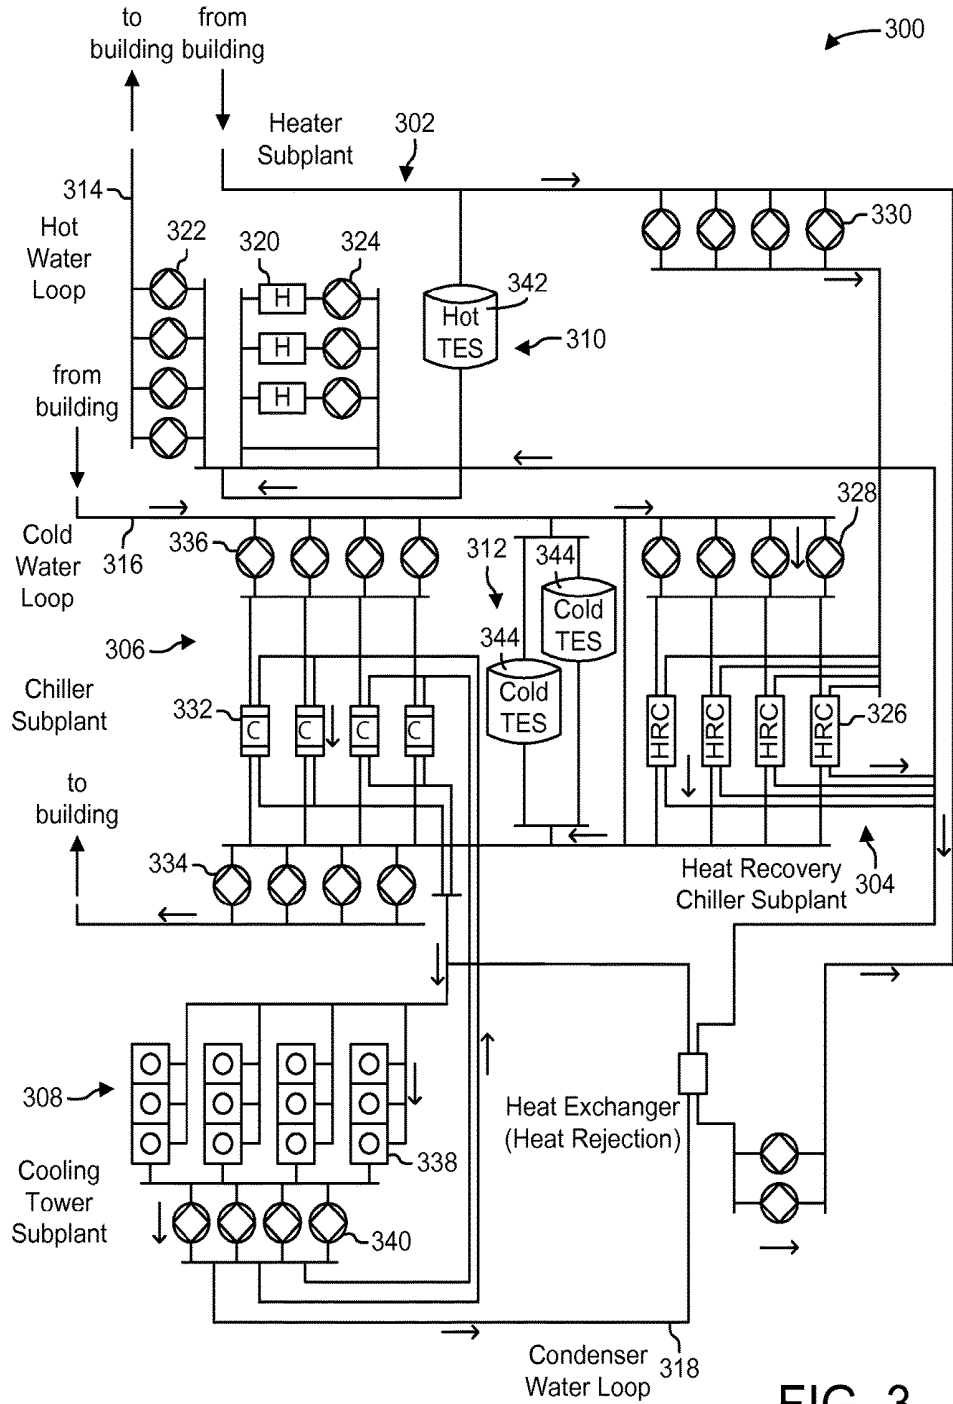 to
building
from
building
300
Heater
Subplant
302
314
Hot
Water
Loop
322
320
324
330
H
H
H
342
Hot
TES
310
from
building
328
Cold
Water
Loop
316
336
312
344
Cold
TES
344
Cold
TES
306
Chiller
Subplant
332
C
C
C
C
HRC
HRC
HRC
HRC
326
to
building
334
Heat Recovery
Chiller Subplant
304
308
338
Heat Exchanger
(Heat Rejection)
Cooling
Tower
Subplant
340
Condenser
Water Loop
318
FIG. 3